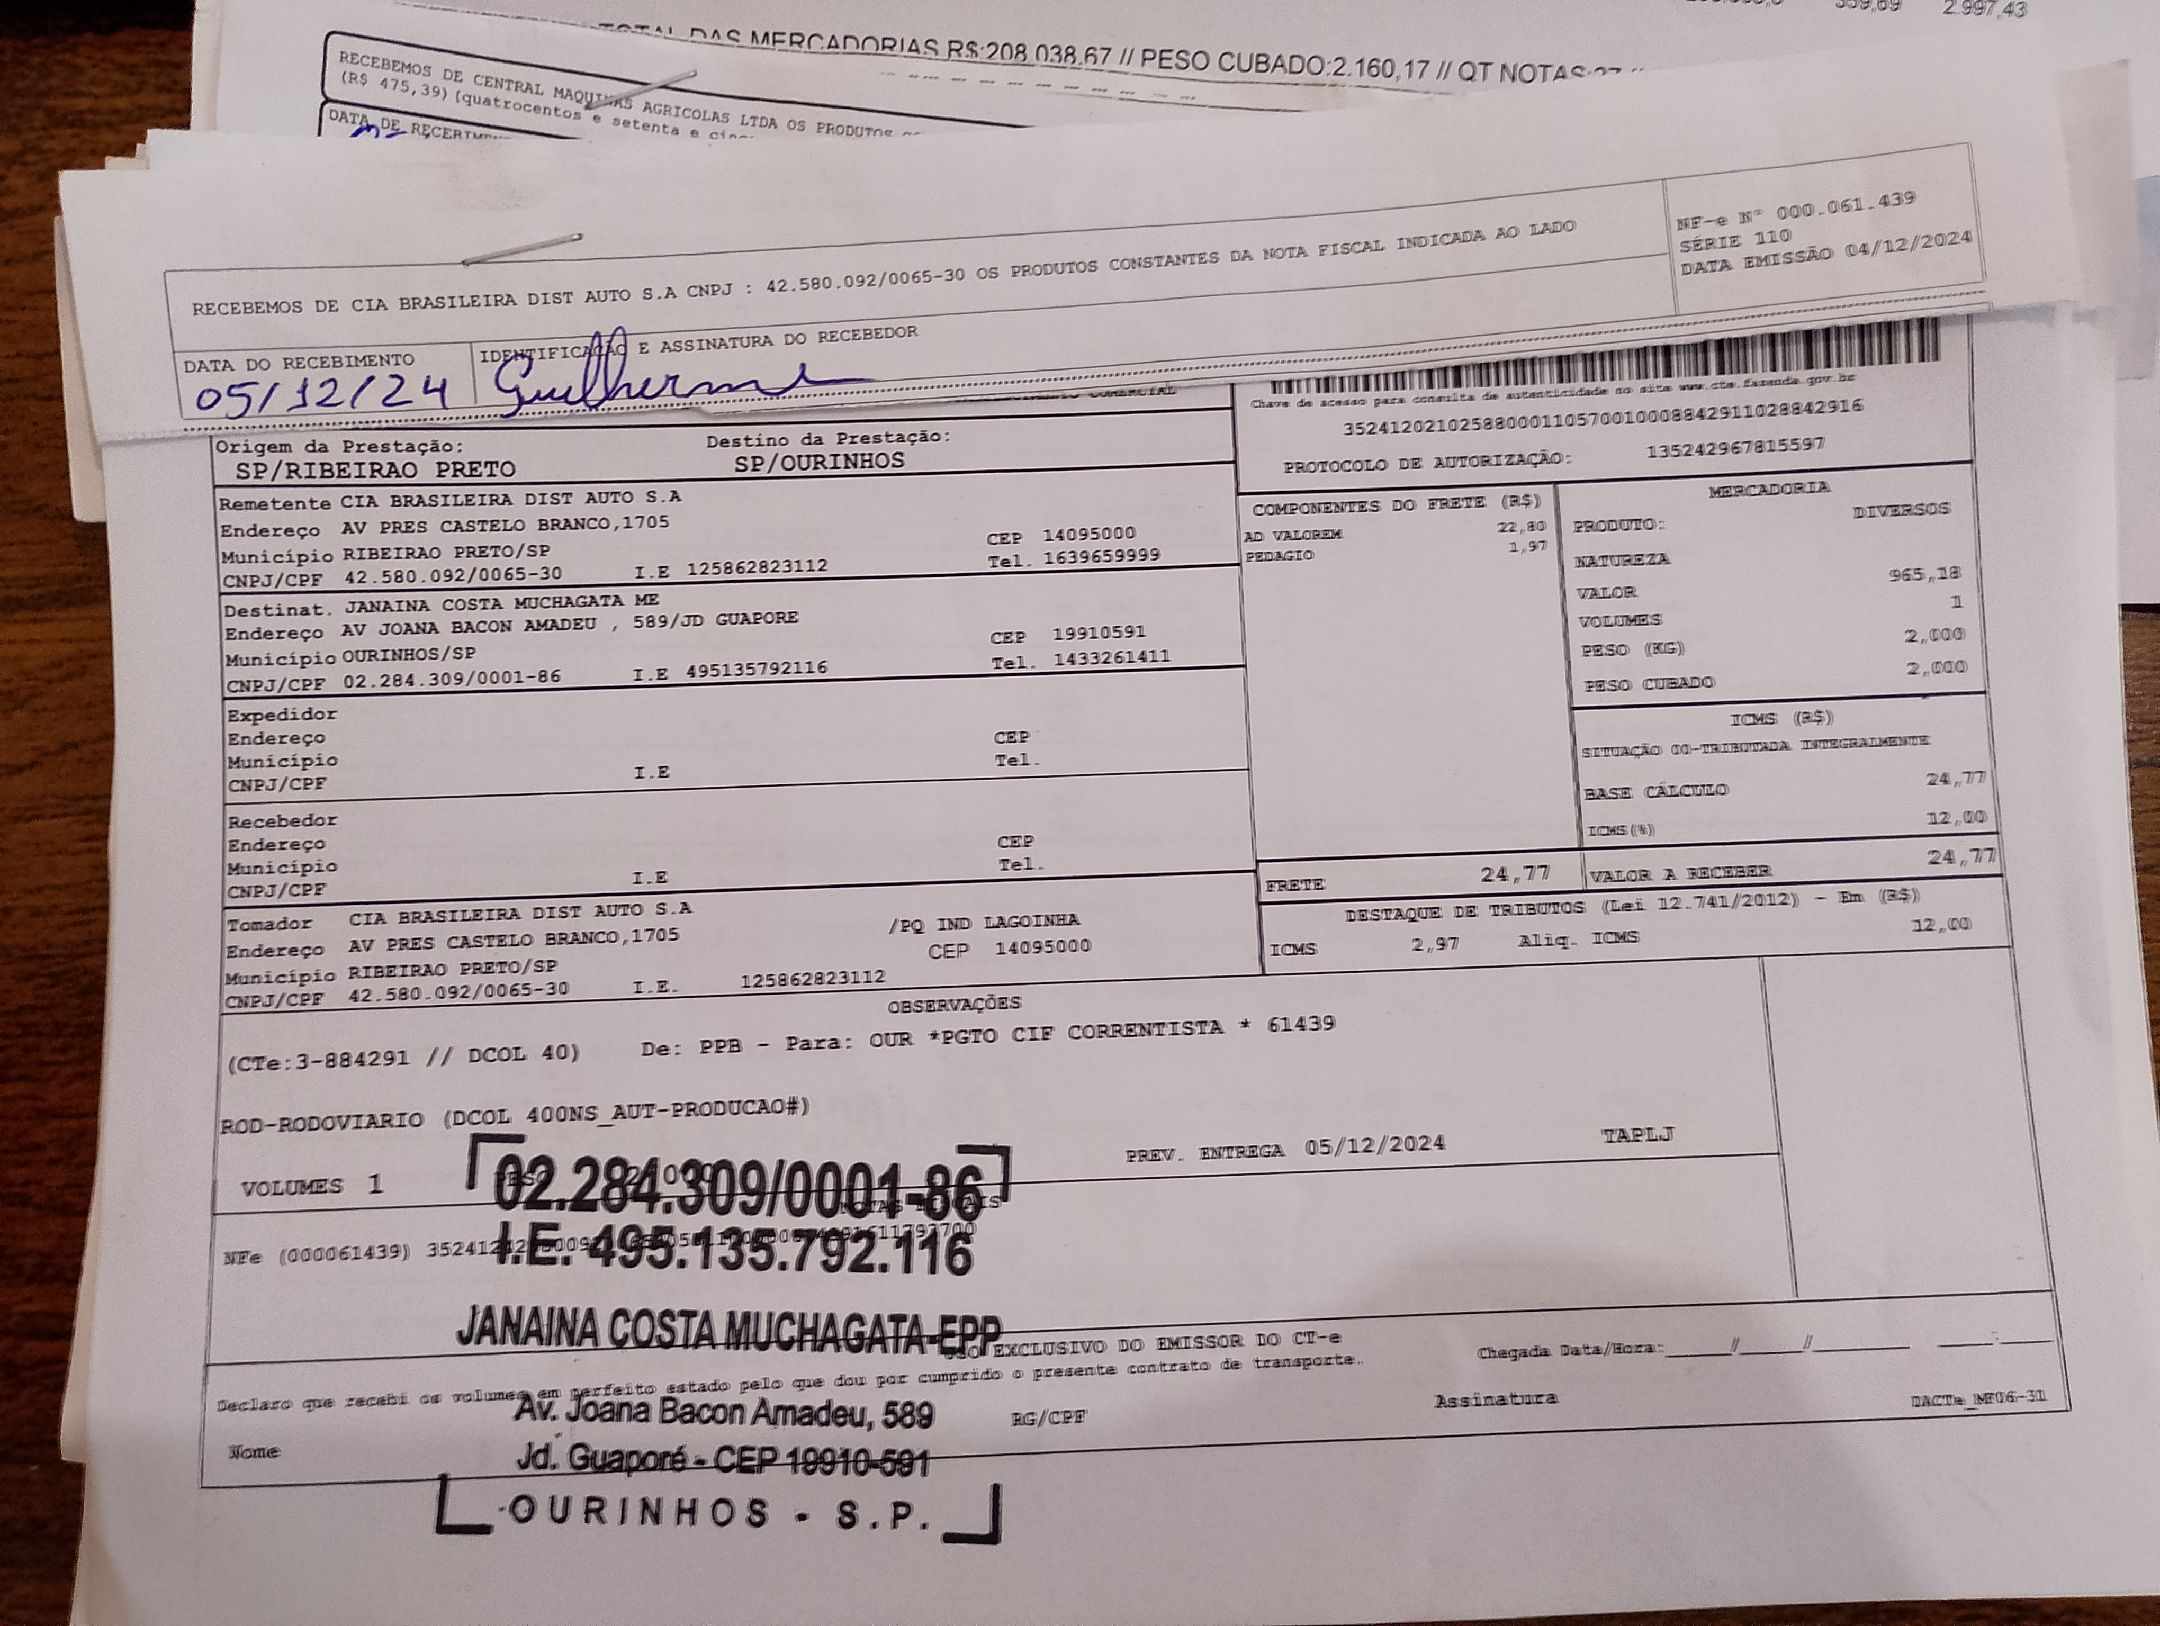 359,69 2.997,43
TOTAL DAS MERCADORIAS R$:208.038,67 // PESO CUBADO:2.160,17 // QT NOTAS:
RECEBEMOS DE CENTRAL MAQUINAS AGRICOLAS LTDA OS PRODUTOS
(R$ 475,39) (quatrocentos e setenta e
DATA DE RECEBIMENTO
RECEBEMOS DE CIA BRASILEIRA DIST AUTO S.A CNPJ : 42.580.092/0065-30 OS PRODUTOS CONSTANTES DA NOTA FISCAL INDICADA AO LADO
NF-e Nº 000.061.439
SÉRIE 110
DATA EMISSÃO 04/12/2024
DATA DO RECEBIMENTO
05/12/24
IDENTIFICAÇÃO E ASSINATURA DO RECEBEDOR
Guilherme
Chave de acesso para consulta de autenticidade no site www.cte.fazenda.gov.br
35241202102588000110570010008842911028842916
PROTOCOLO DE AUTORIZAÇÃO: 135242967815597
Origem da Prestação: Destino da Prestação:
SP/RIBEIRAO PRETO SP/OURINHOS
Remetente CIA BRASILEIRA DIST AUTO S.A
Endereço AV PRES CASTELO BRANCO,1705
CEP 14095000
Município RIBEIRAO PRETO/SP
Tel. 1639659999
CNPJ/CPF 42.580.092/0065-30 I.E 125862823112
Destinat. JANAINA COSTA MUCHAGATA ME
Endereço AV JOANA BACON AMADEU , 589/JD GUAPORE
CEP 19910591
Município OURINHOS/SP
Tel. 1433261411
CNPJ/CPF 02.284.309/0001-86 I.E 495135792116
Expedidor
Endereço CEP
Município Tel.
CNPJ/CPF I.E
Recebedor
Endereço CEP
Município Tel.
CNPJ/CPF I.E
Tomador CIA BRASILEIRA DIST AUTO S.A
Endereço AV PRES CASTELO BRANCO,1705 /PQ IND LAGOINHA
Município RIBEIRAO PRETO/SP CEP 14095000
CNPJ/CPF 42.580.092/0065-30 I.E. 125862823112
COMPONENTES DO FRETE (R$)
AD VALOREM 22,80
PEDAGIO 1,97
MERCADORIA
PRODUTO: DIVERSOS
NATUREZA
VALOR 965,18
VOLUMES 1
PESO (KG) 2,000
PESO CUBADO 2,000
ICMS (R$)
SITUAÇÃO 00-TRIBUTADA INTEGRALMENTE
BASE CÁLCULO 24,77
ICMS(%) 12,00
FRETE 24,77
VALOR A RECEBER 24,77
DESTAQUE DE TRIBUTOS (Lei 12.741/2012) - Em (R$)
ICMS 2,97 Aliq. ICMS 12,00
OBSERVAÇÕES
(CTe:3-884291 // DCOL 40) De: PPB - Para: OUR *PGTO CIF CORRENTISTA * 61439
ROD-RODOVIARIO (DCOL 400NS_AUT-PRODUCAO#)
VOLUMES 1
PREV. ENTREGA 05/12/2024 TAPLJ
NFe (000061439)
02.284.309/0001-86
I.E. 495.135.792.116
JANAINA COSTA MUCHAGATA-EPP
Av. Joana Bacon Amadeu, 589
Jd. Guaporé - CEP 19910-591
OURINHOS - S.P.
USO EXCLUSIVO DO EMISSOR DO CT-e
Declaro que recebi os volumes em perfeito estado pelo que dou por cumprido o presente contrato de transporte.
Chegada Data/Hora:____/____/______ ____:____
Nome RG/CPF Assinatura
DACTe_MF06-31